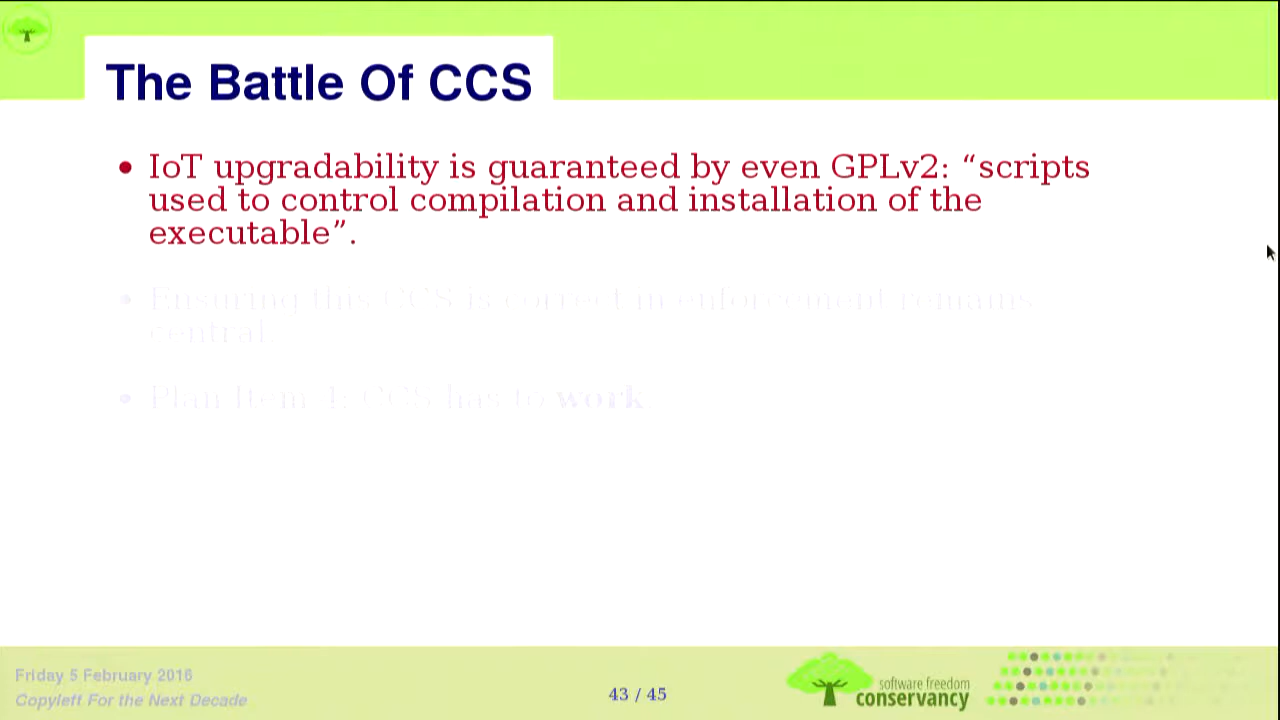 The Battle Of CCS
• IoT upgradability is guaranteed by even GPLv2: “scripts
used to control compilation and installation of the
executable”.
• Ensuring this CCS is correct in enforcement remains
central.
• Plan Item 1: CCS has to work.
Friday 5 February 2016
Copyleft For the Next Decade
43 / 45
software freedom
conservancy